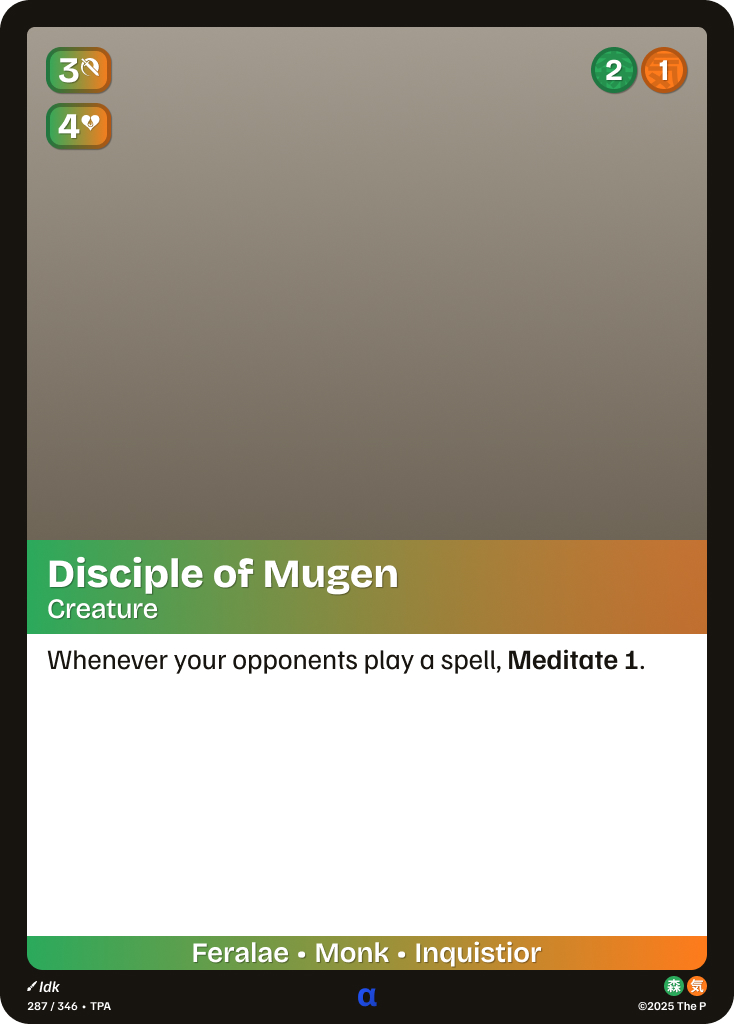 3
2 1
4
Disciple of Mugen
Creature
Whenever your opponents play a spell, Meditate 1.
Feralae • Monk • Inquistior
Idk
287 / 346 • TPA
α
森 気
©2025 The P